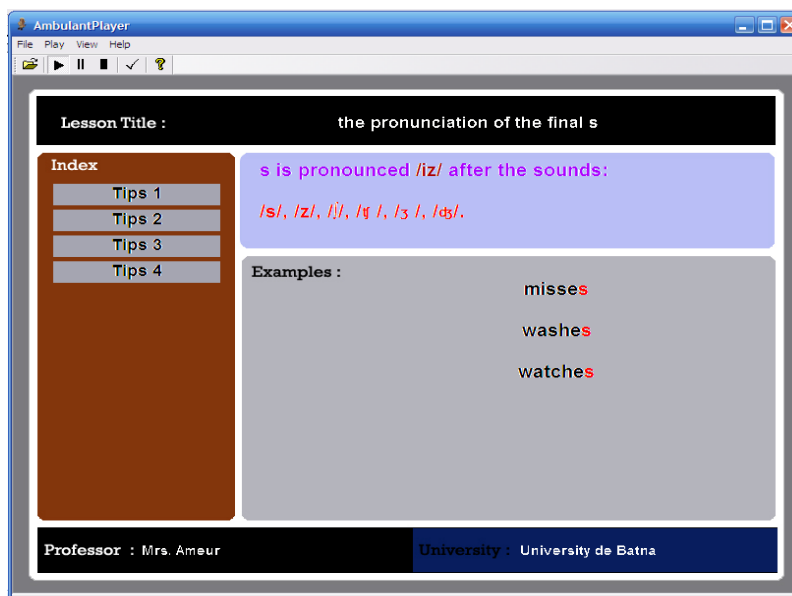 AmbulantPlayer
File Play View Help
Lesson Title :
the pronunciation of the final s
Index
Tips 1
Tips 2
Tips 3
Tips 4
s is pronounced /iz/ after the sounds:
/s/, /z/, /ʃ/, /ʧ /, /ʒ /, /ʤ/.
Examples :
misses
washes
watches
Professor : Mrs. Ameur
University : University de Batna